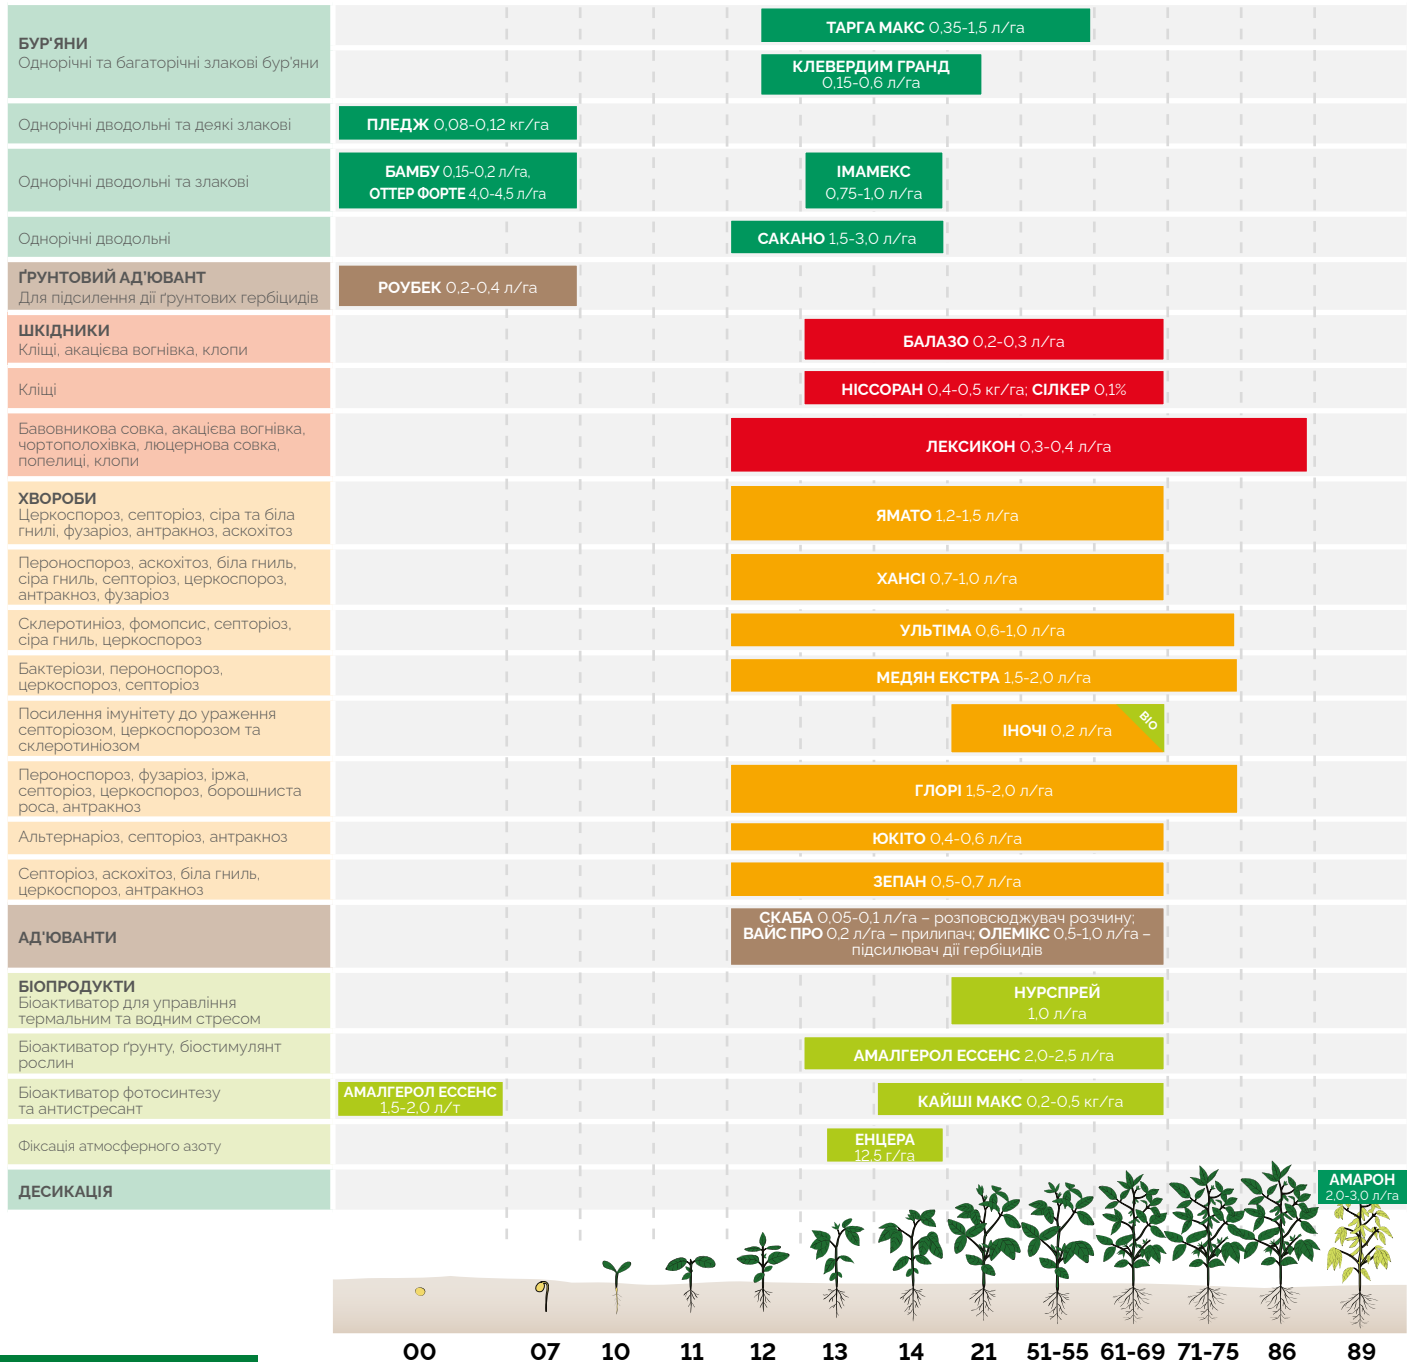 ТАРГА МАКС 0,35-1,5 л/га
БУР'ЯНИ
Однорічні та багаторічні злакові бур'яни
КЛЕВЕРДИМ ГРАНД
0,15-0,6 л/га
Однорічні дводольні та деякі злакові
ПЛЕДЖ 0,08-0,12 кг/га
Однорічні дводольні та злакові
БАМБУ 0,15-0,2 л/га,
ОТТЕР ФОРТЕ 4,0-4,5 л/га
ІМАМЕКС
0,75-1,0 л/га
Однорічні дводольні
САКАНО 1,5-3,0 л/га
ҐРУНТОВИЙ АД'ЮВАНТ
Для підсилення дії ґрунтових гербіцидів
РОУБЕК 0,2-0,4 л/га
ШКІДНИКИ
Кліщі, акацієва вогнівка, клопи
БАЛАЗО 0,2-0,3 л/га
Кліщі
НІССОРАН 0,4-0,5 кг/га; СІЛКЕР 0,1%
Бавовникова совка, акацієва вогнівка,
чортополохівка, люцернова совка,
попелиці, клопи
ЛЕКСИКОН 0,3-0,4 л/га
ХВОРОБИ
Церкоспороз, септоріоз, сіра та біла
гнилі, фузаріоз, антракноз, аскохітоз
ЯМАТО 1,2-1,5 л/га
Пероноспороз, аскохітоз, біла гниль,
сіра гниль, септоріоз, церкоспороз,
антракноз, фузаріоз
ХАНСІ 0,7-1,0 л/га
Склеротиніоз, фомопсис, септоріоз,
сіра гниль, церкоспороз
УЛЬТІМА 0,6-1,0 л/га
Бактеріози, пероноспороз,
церкоспороз, септоріоз
МЕДЯН ЕКСТРА 1,5-2,0 л/га
Посилення імунітету до ураження
септоріозом, церкоспорозом та
склеротиніозом
ІНОЧІ 0,2 л/га
BIO
Пероноспороз, фузаріоз, іржа,
септоріоз, церкоспороз, борошниста
роса, антракноз
ГЛОРІ 1,5-2,0 л/га
Альтернаріоз, септоріоз, антракноз
ЮКІТО 0,4-0,6 л/га
Септоріоз, аскохітоз, біла гниль,
церкоспороз, антракноз
ЗЕПАН 0,5-0,7 л/га
АД'ЮВАНТИ
СКАБА 0,05-0,1 л/га – розповсюджувач розчину;
ВАЙС ПРО 0,2 л/га – прилипач; ОЛЕМІКС 0,5-1,0 л/га –
підсилювач дії гербіцидів
БІОПРОДУКТИ
Біоактиватор для управління
термальним та водним стресом
НУРСПРЕЙ
1,0 л/га
Біоактиватор ґрунту, біостимулянт
рослин
АМАЛГЕРОЛ ЕССЕНС 2,0-2,5 л/га
Біоактиватор фотосинтезу
та антистресант
АМАЛГЕРОЛ ЕССЕНС
1,5-2,0 л/т
КАЙШІ МАКС 0,2-0,5 кг/га
Фіксація атмосферного азоту
ЕНЦЕРА
12,5 г/га
ДЕСИКАЦІЯ
АМАРОН
2,0-3,0 л/га
00 07 10 11 12 13 14 21 51-55 61-69 71-75 86 89